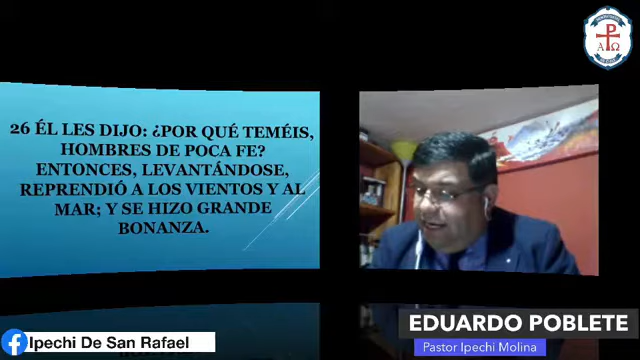 26 ÉL LES DIJO: ¿POR QUÉ TEMÉIS,
HOMBRES DE POCA FE?
ENTONCES, LEVANTÁNDOSE,
REPRENDIÓ A LOS VIENTOS Y AL
MAR; Y SE HIZO GRANDE
BONANZA.
Ipechi De San Rafael
EDUARDO POBLETE
Pastor Ipechi Molina